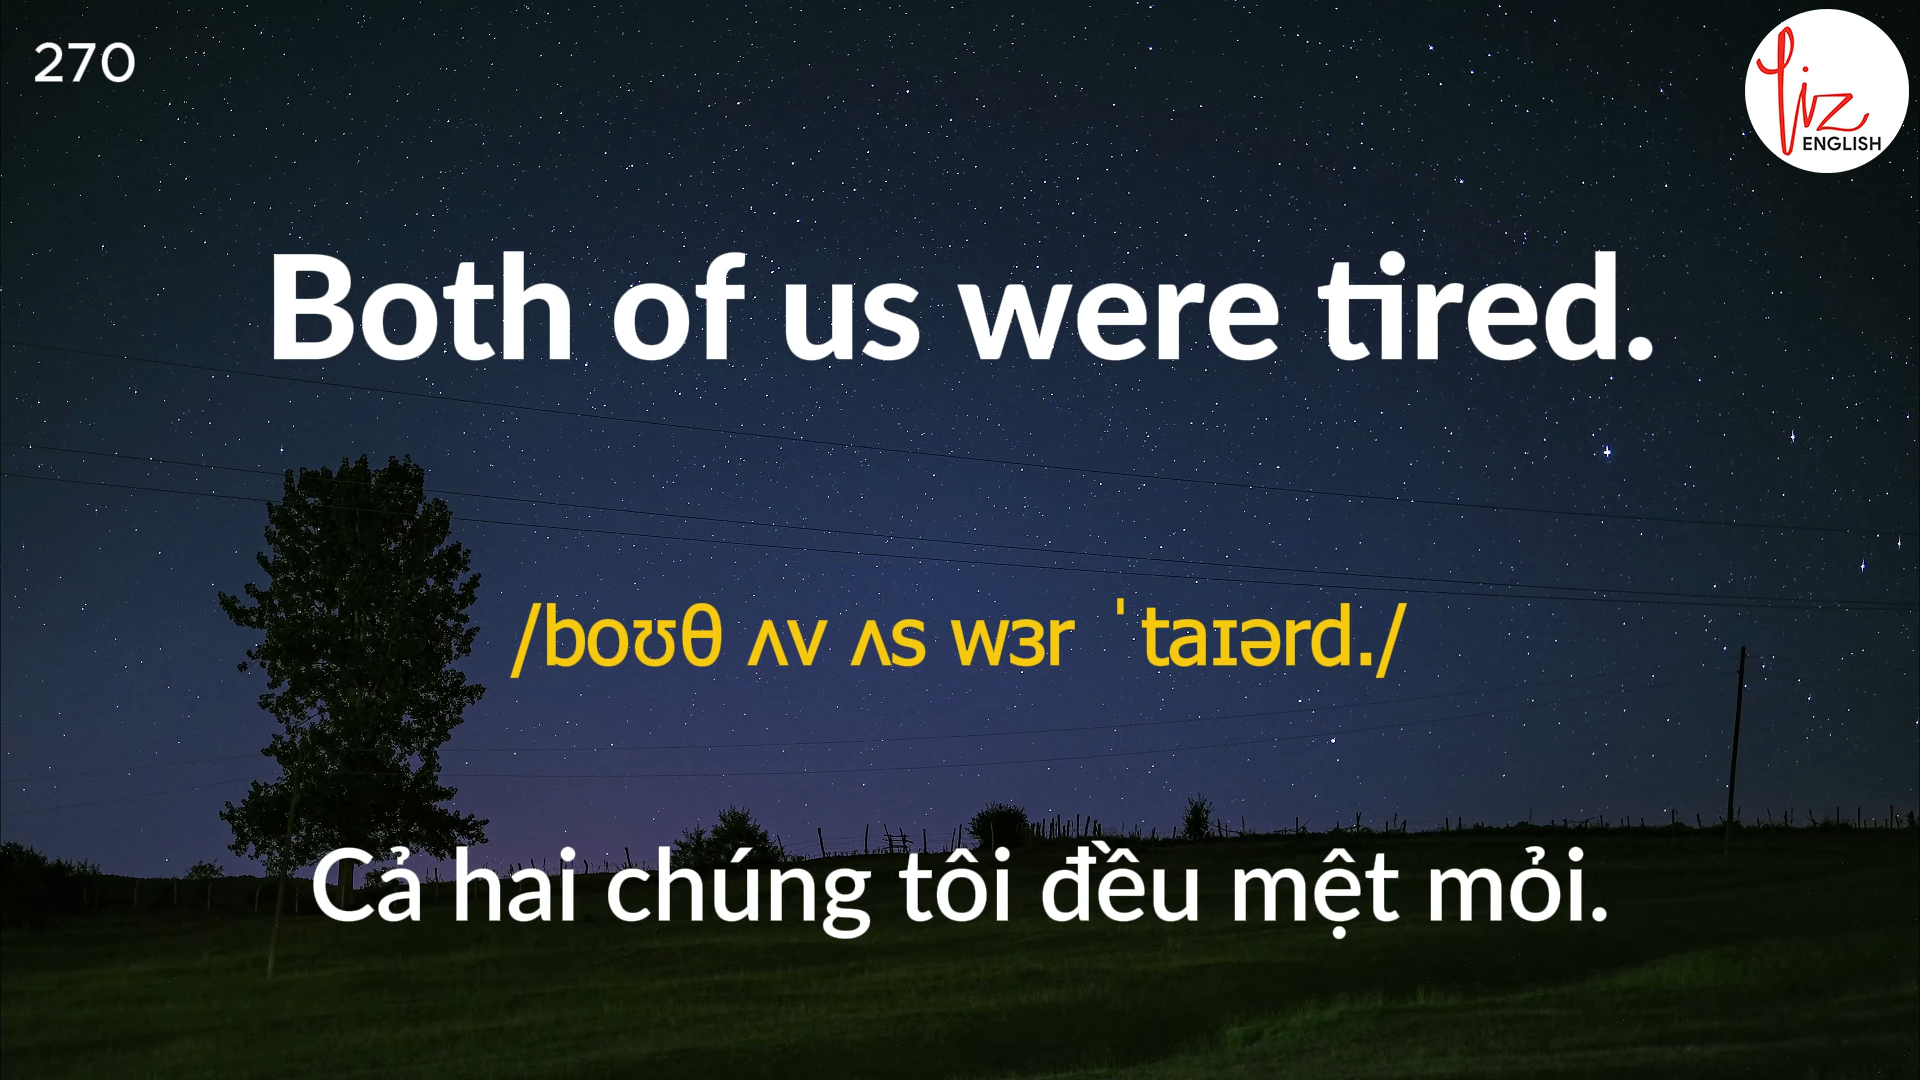 270
Liz
ENGLISH
Both of us were tired.
/boʊθ ʌv ʌs wɜr ˈtaɪərd./
Cả hai chúng tôi đều mệt mỏi.